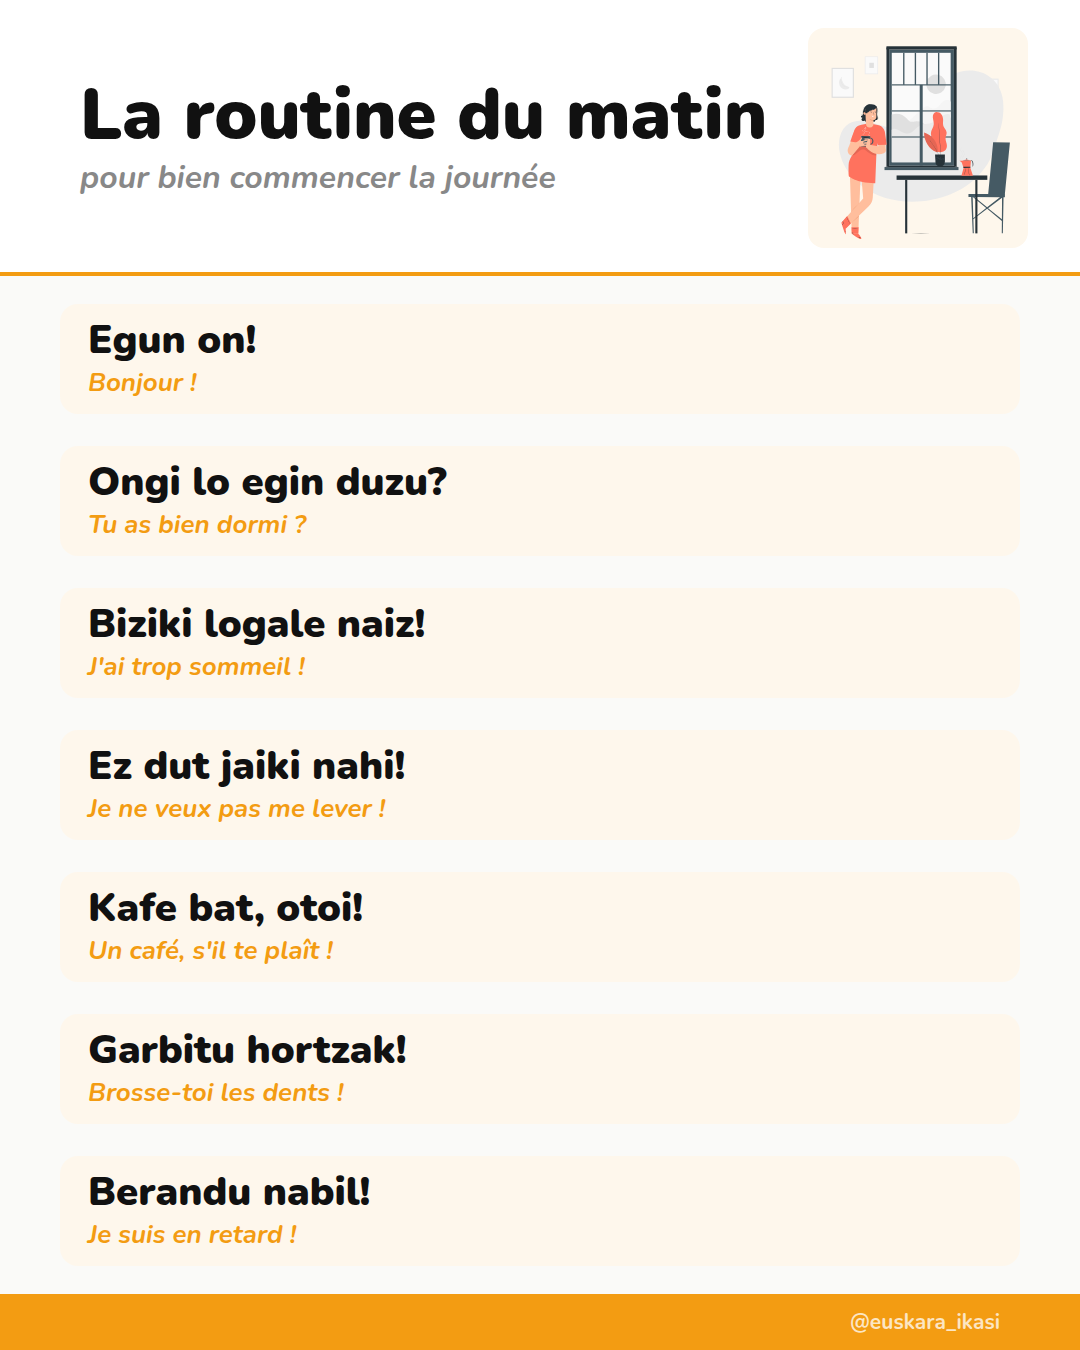 La routine du matin
pour bien commencer la journée
Egun on!
Bonjour !
Ongi lo egin duzu?
Tu as bien dormi ?
Biziki logale naiz!
J'ai trop sommeil !
Ez dut jaiki nahi!
Je ne veux pas me lever !
Kafe bat, otoi!
Un café, s'il te plaît !
Garbitu hortzak!
Brosse-toi les dents !
Berandu nabil!
Je suis en retard !
@euskara_ikasi